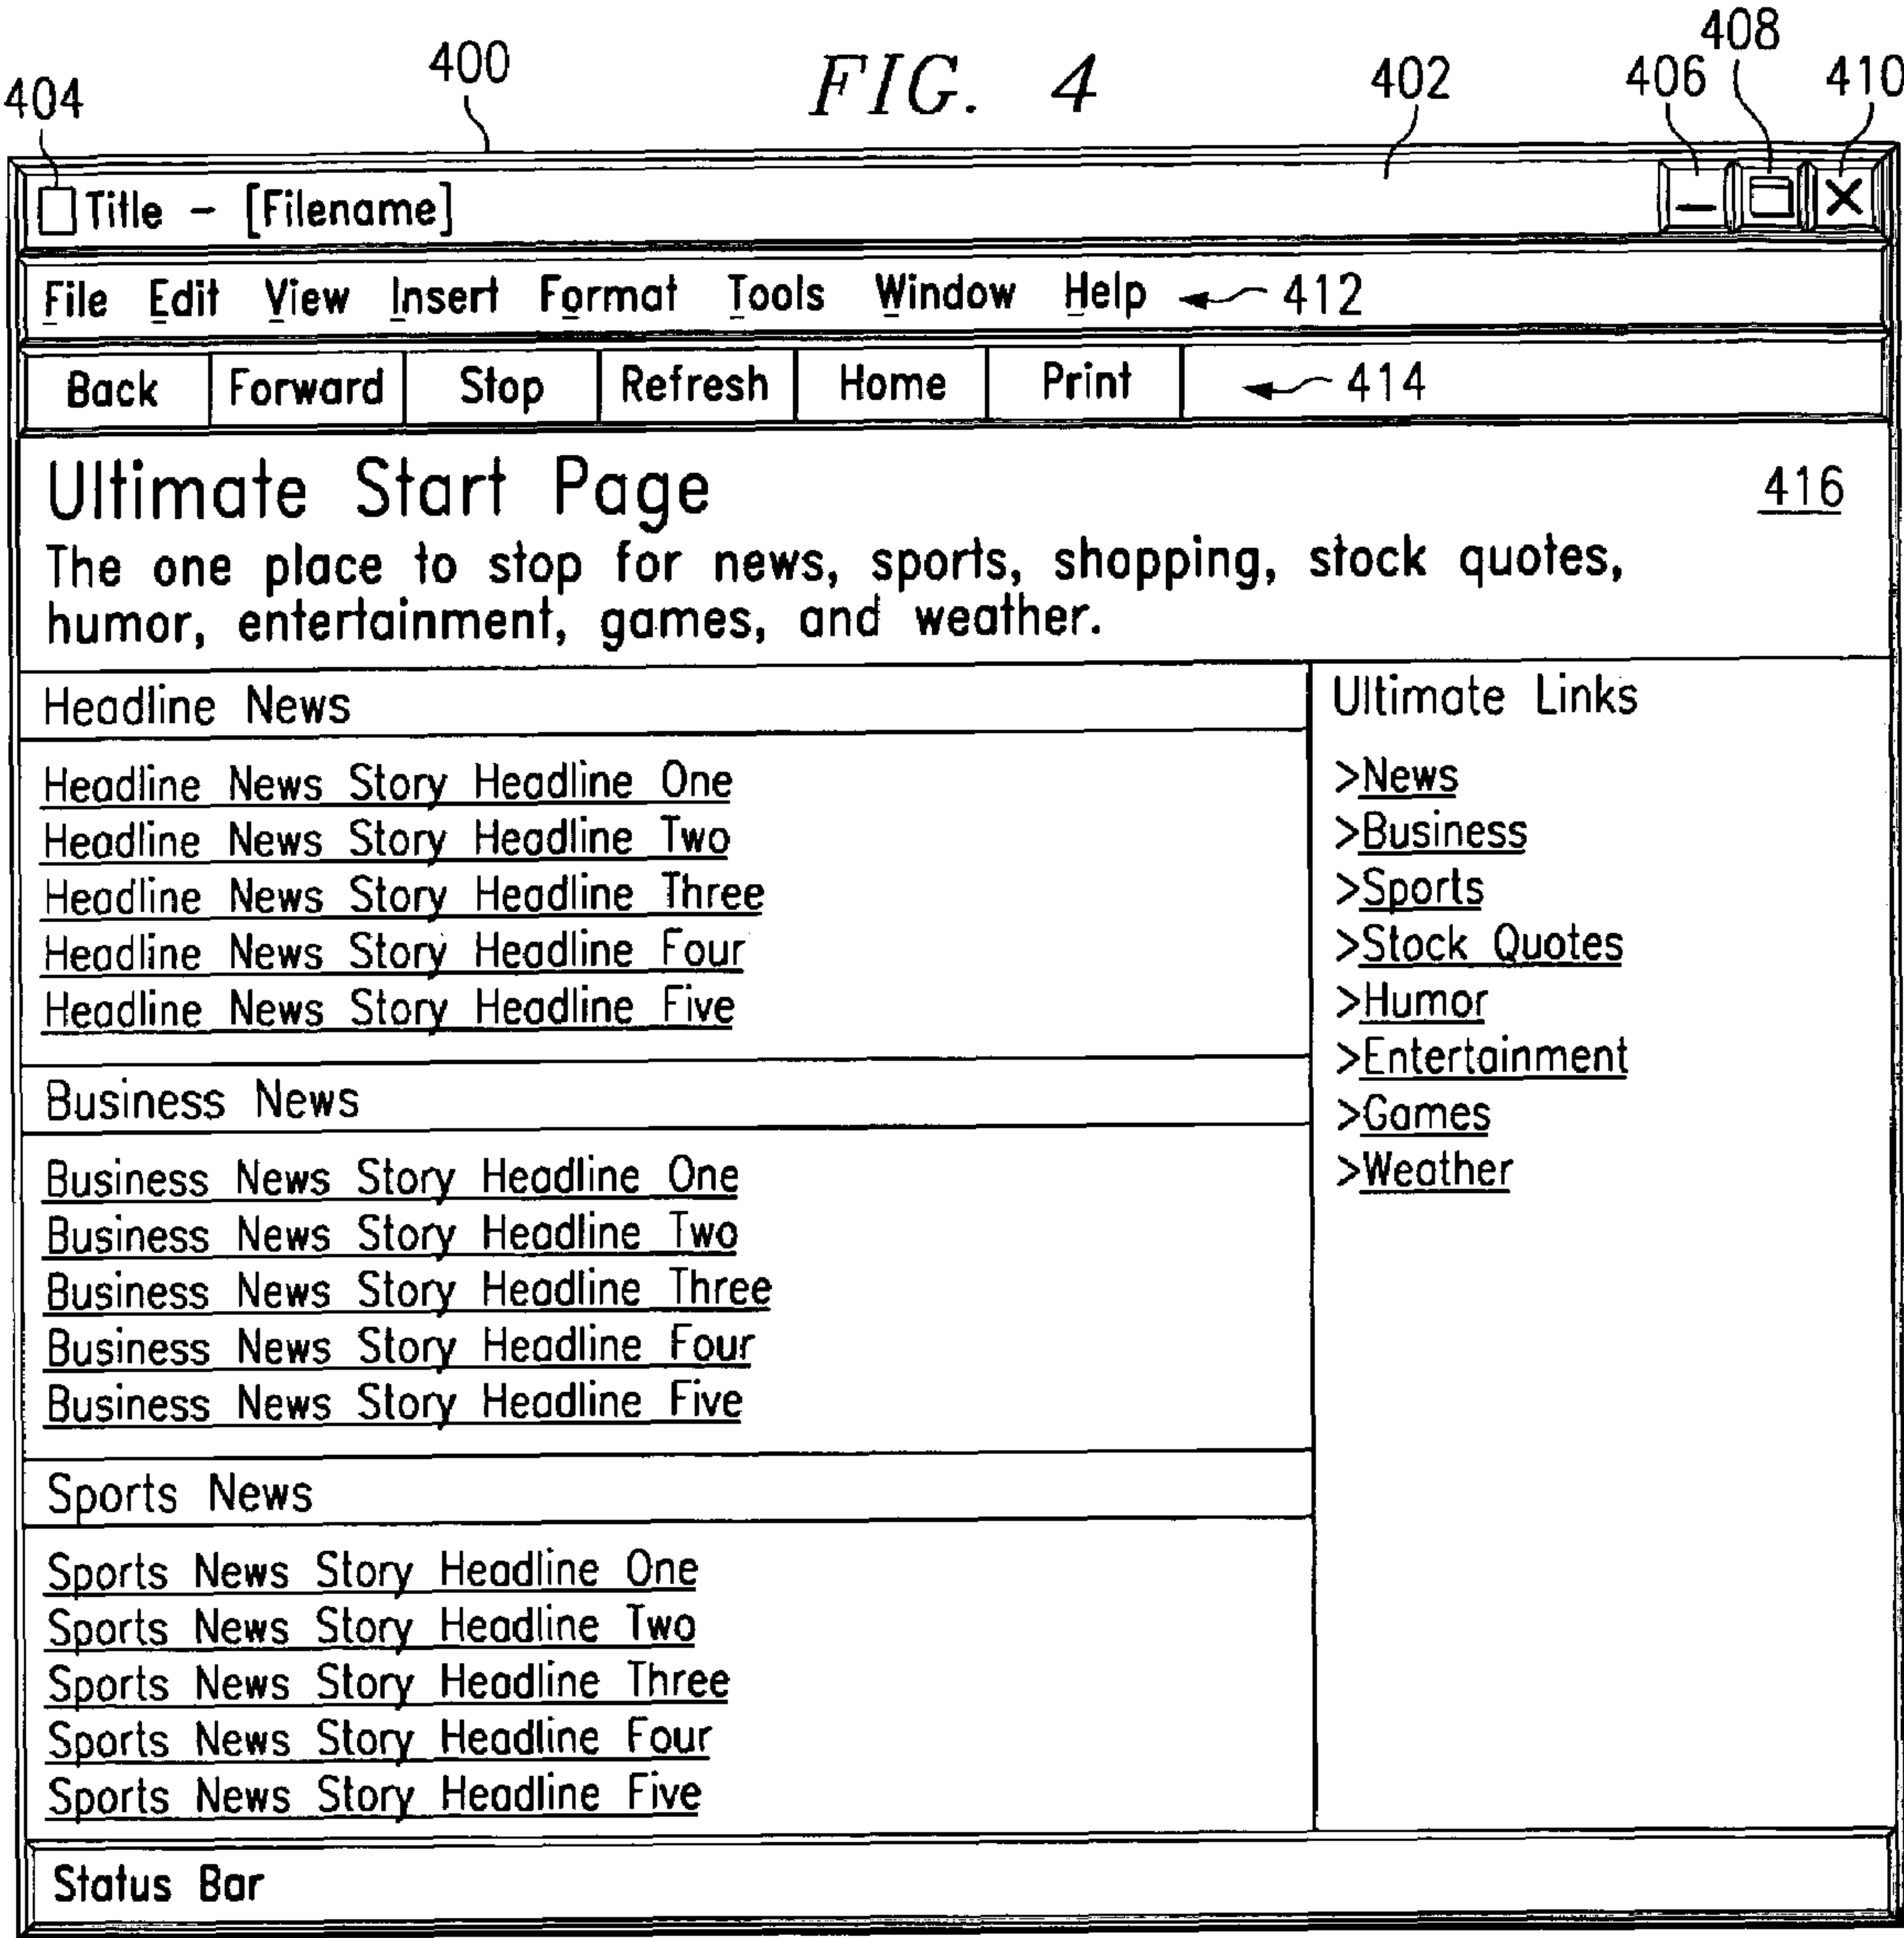 FIG. 4
404 400 402 406 408 410
Title - [Filename]
File Edit View Insert Format Tools Window Help 412
Back Forward Stop Refresh Home Print 414
Ultimate Start Page 416
The one place to stop for news, sports, shopping, stock quotes,
humor, entertainment, games, and weather.
Headline News
Headline News Story Headline One
Headline News Story Headline Two
Headline News Story Headline Three
Headline News Story Headline Four
Headline News Story Headline Five
Business News
Business News Story Headline One
Business News Story Headline Two
Business News Story Headline Three
Business News Story Headline Four
Business News Story Headline Five
Sports News
Sports News Story Headline One
Sports News Story Headline Two
Sports News Story Headline Three
Sports News Story Headline Four
Sports News Story Headline Five
Ultimate Links
>News
>Business
>Sports
>Stock Quotes
>Humor
>Entertainment
>Games
>Weather
Status Bar